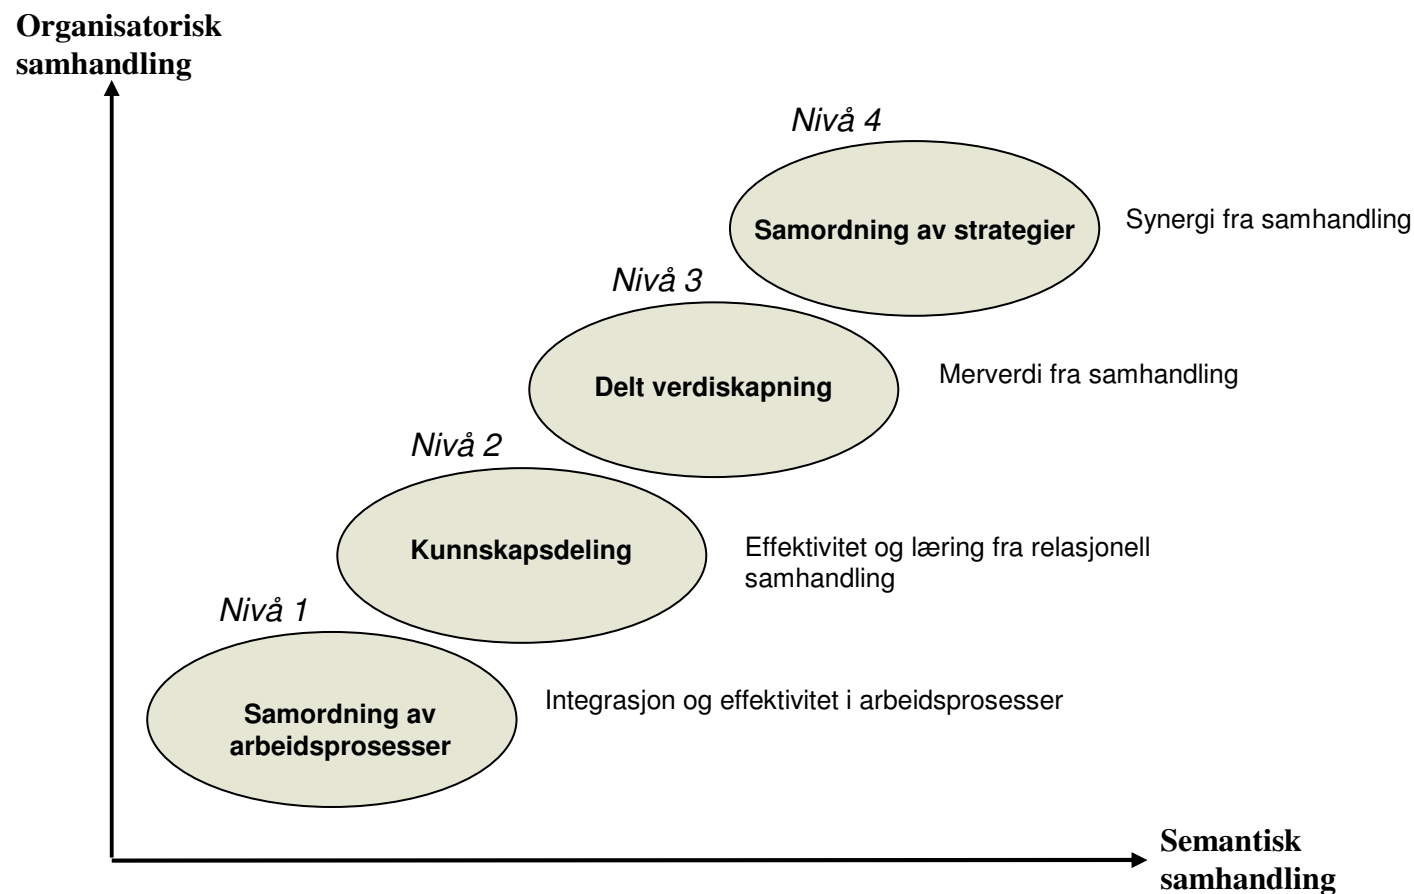 Organisatorisk
samhandling
Nivå 4
Samordning av strategier
Synergi fra samhandling
Nivå 3
Delt verdiskapning
Merverdi fra samhandling
Nivå 2
Kunnskapsdeling
Effektivitet og læring fra relasjonell
samhandling
Nivå 1
Samordning av
arbeidsprosesser
Integrasjon og effektivitet i arbeidsprosesser
Semantisk
samhandling